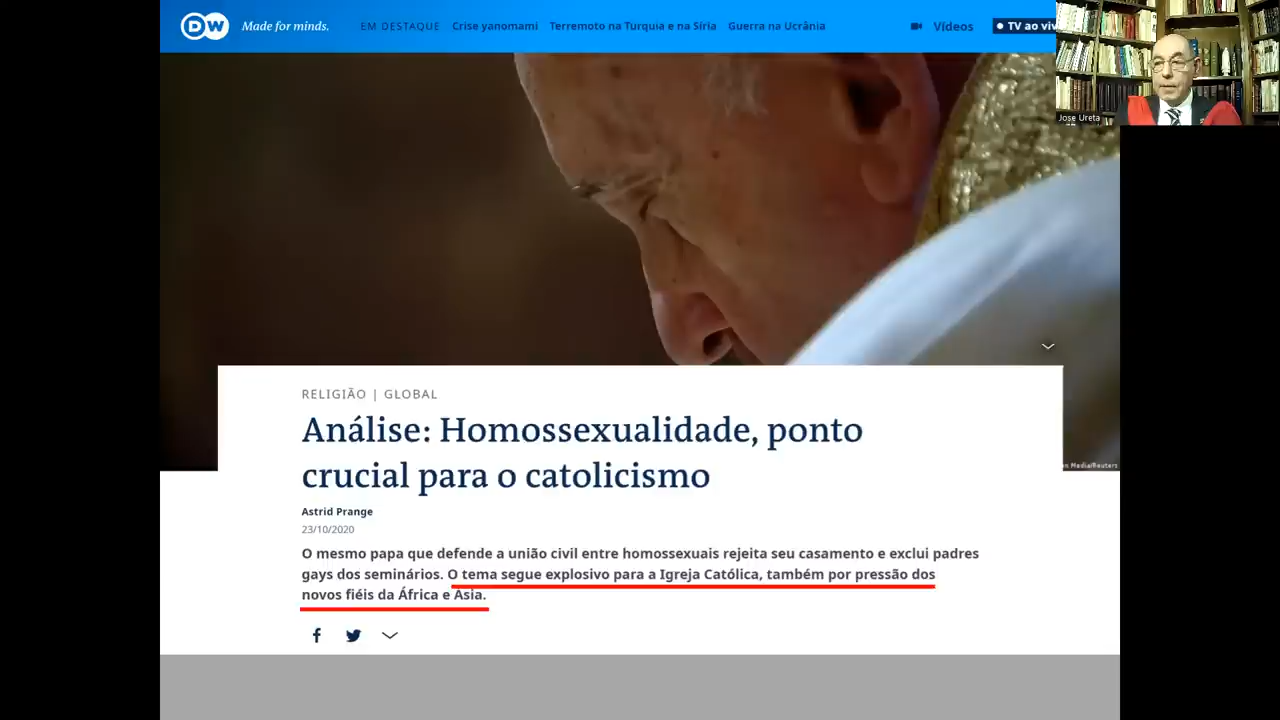 DW Made for minds.
EM DESTAQUE Crise yanomami Terremoto na Turquia e na Síria Guerra na Ucrânia
Vídeos
TV ao viv
Jose Ureta
n Media/Reuters
RELIGIÃO | GLOBAL
Análise: Homossexualidade, ponto
crucial para o catolicismo
Astrid Prange
23/10/2020
O mesmo papa que defende a união civil entre homossexuais rejeita seu casamento e exclui padres
gays dos seminários. O tema segue explosivo para a Igreja Católica, também por pressão dos
novos fiéis da África e Ásia.